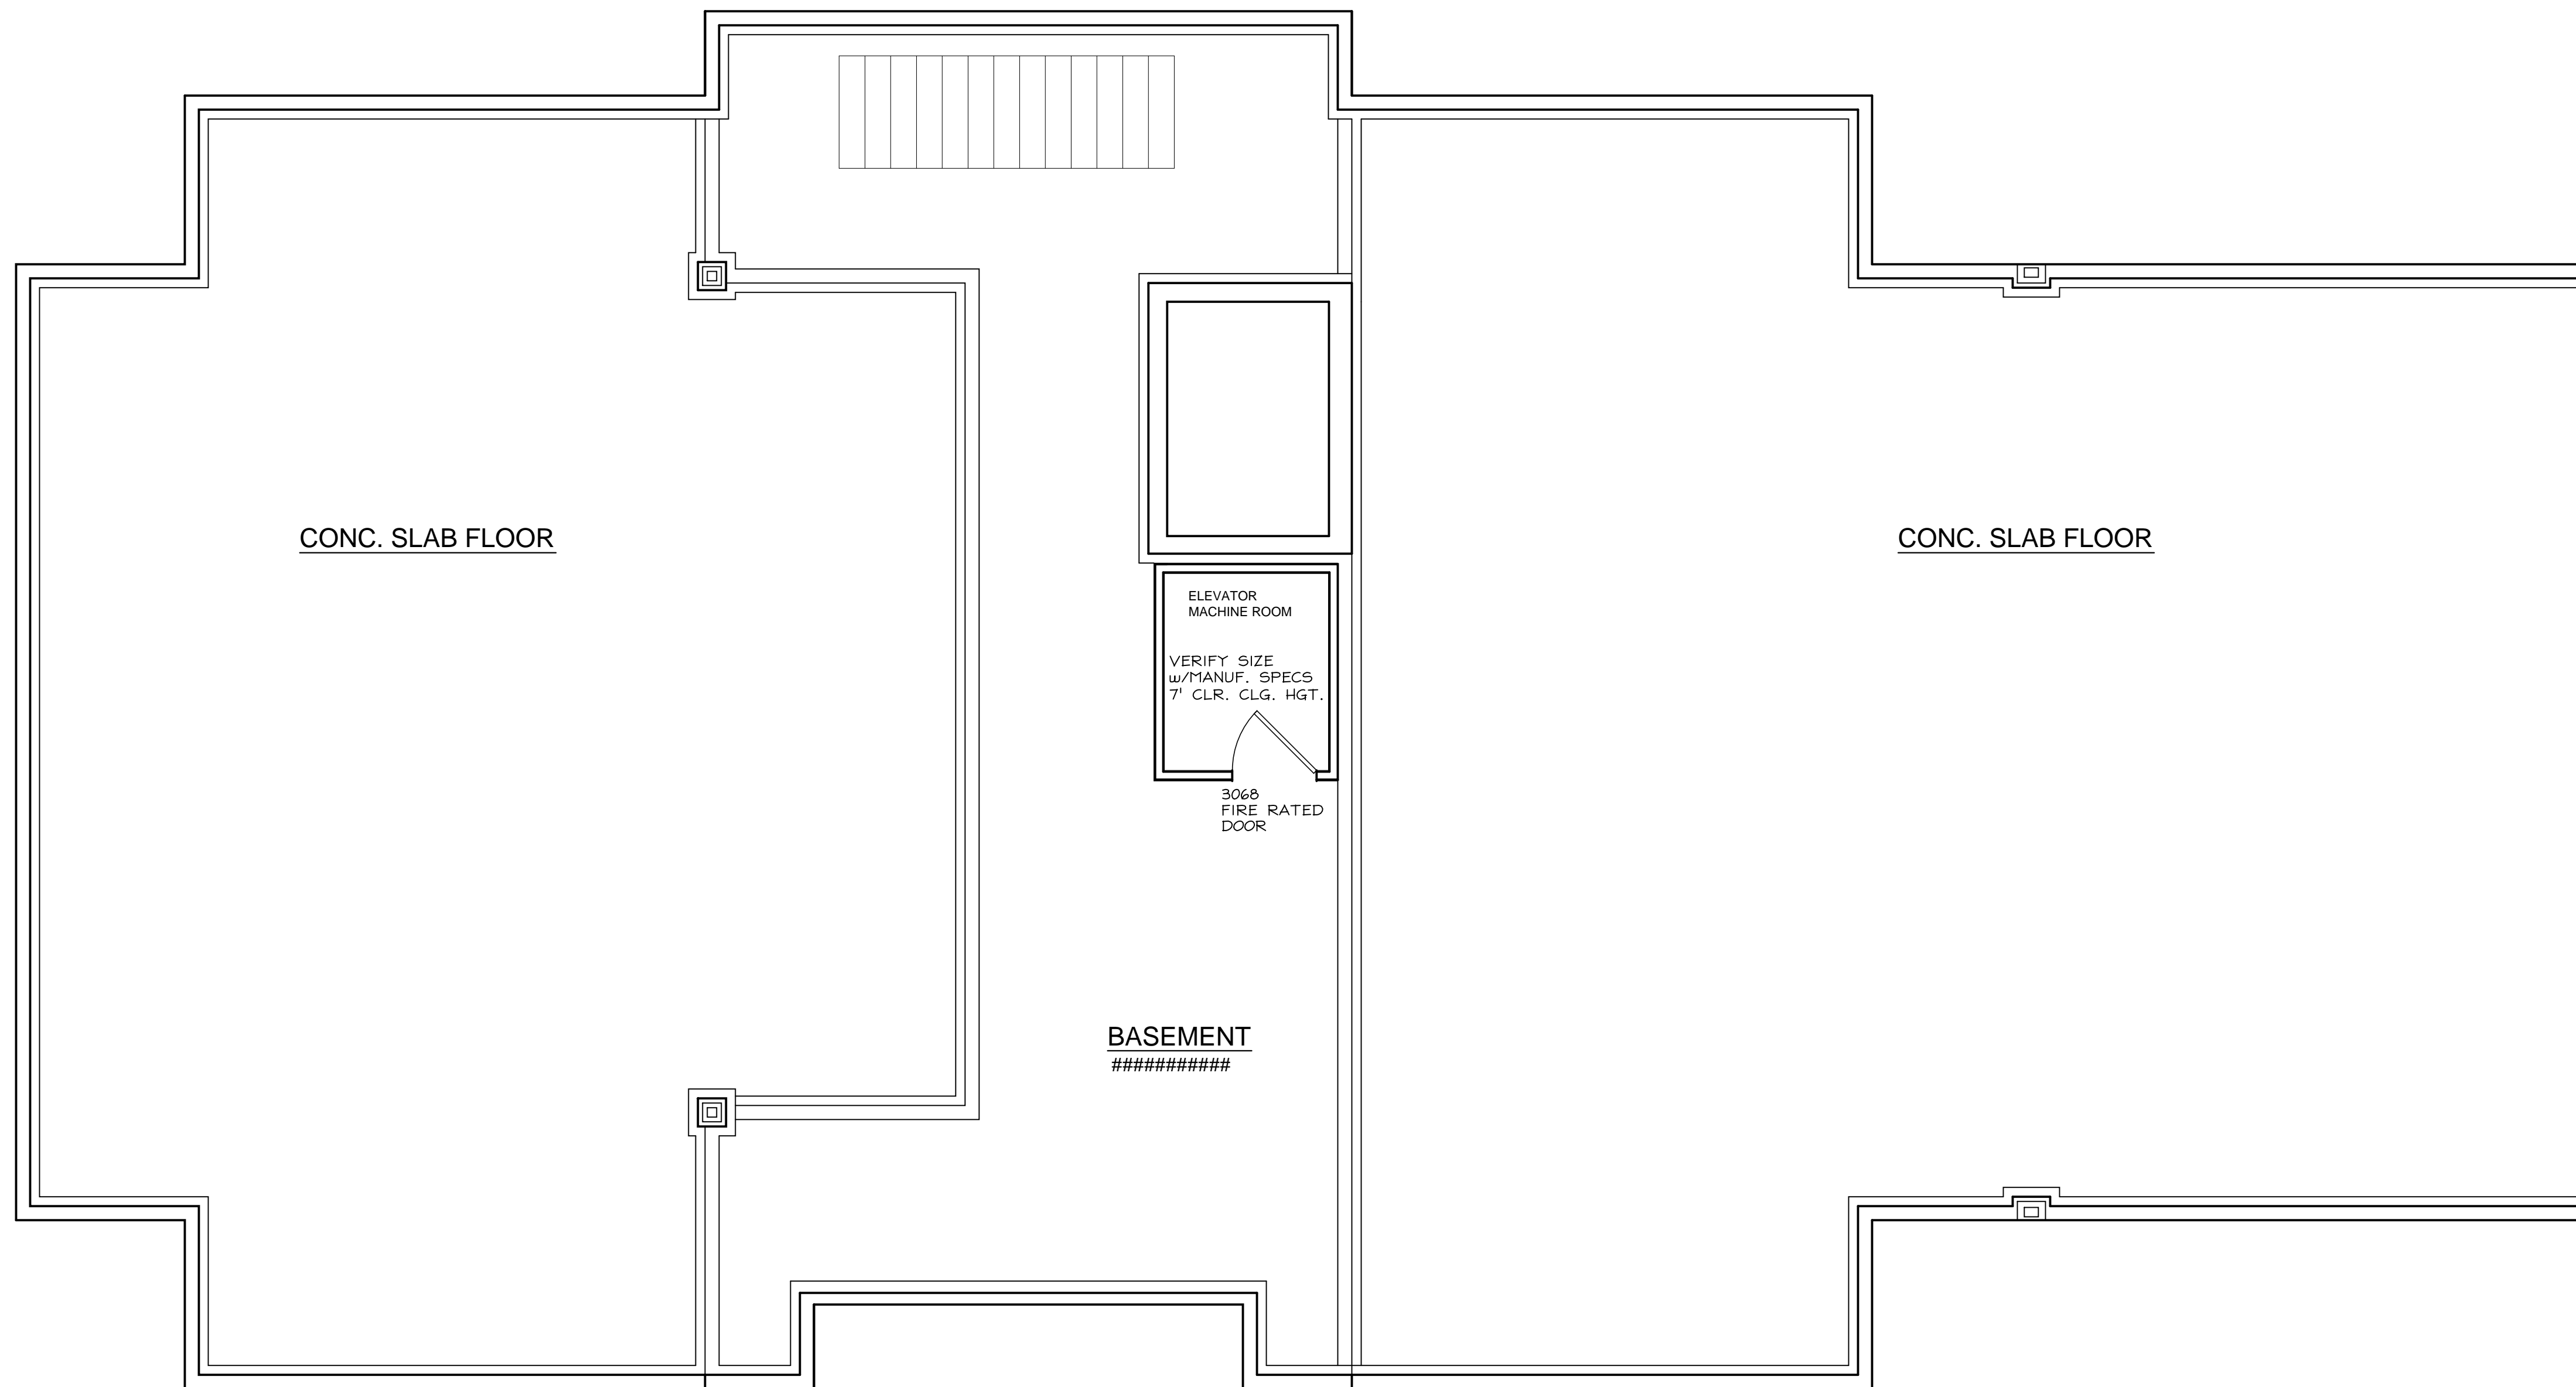 CONC. SLAB FLOOR
CONC. SLAB FLOOR
ELEVATOR
MACHINE ROOM
VERIFY SIZE
w/MANUF. SPECS
7' CLR. CLG. HGT.
3068
FIRE RATED
DOOR
BASEMENT
###########